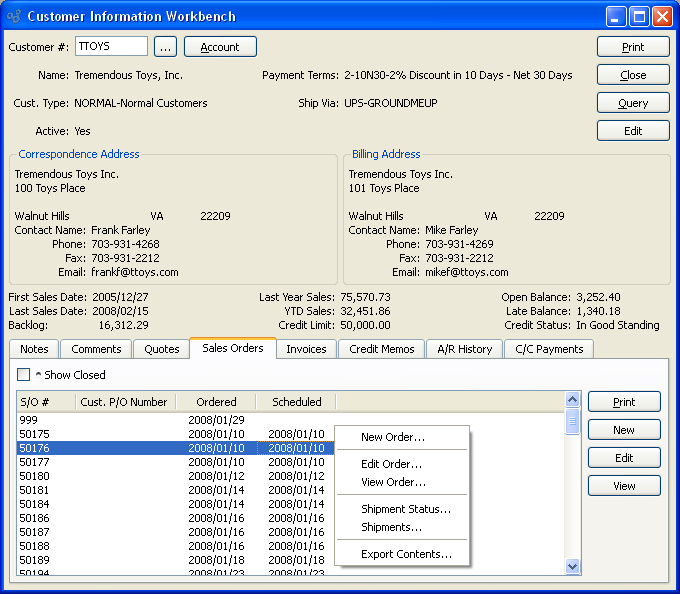 Customer Information Workbench
Customer #: TTOYS ... Account Print
Name: Tremendous Toys, Inc. Payment Terms: 2-10N30-2% Discount in 10 Days - Net 30 Days Close
Cust. Type: NORMAL-Normal Customers Ship Via: UPS-GROUNDMEUP Query
Active: Yes Edit
Correspondence Address
Tremendous Toys Inc.
100 Toys Place
Walnut Hills VA 22209
Contact Name: Frank Farley
Phone: 703-931-4268
Fax: 703-931-2212
Email: frankf@ttoys.com
Billing Address
Tremendous Toys Inc.
101 Toys Place
Walnut Hills VA 22209
Contact Name: Mike Farley
Phone: 703-931-4269
Fax: 703-931-2212
Email: mikef@ttoys.com
First Sales Date: 2005/12/27 Last Year Sales: 75,570.73 Open Balance: 3,252.40
Last Sales Date: 2008/02/15 YTD Sales: 32,451.86 Late Balance: 1,340.18
Backlog: 16,312.29 Credit Limit: 50,000.00 Credit Status: In Good Standing
Notes Comments Quotes Sales Orders Invoices Credit Memos A/R History C/C Payments
^ Show Closed
S/O # Cust. P/O Number Ordered Scheduled
999 2008/01/29
50175 2008/01/10 2008/01/10
50176 2008/01/10 2008/01/10
50177 2008/01/10 2008/01/10
50180 2008/01/12 2008/01/12
50181 2008/01/14 2008/01/14
50184 2008/01/14 2008/01/14
50186 2008/01/16 2008/01/16
50187 2008/01/16 2008/01/16
50188 2008/01/16 2008/01/16
50189 2008/01/18 2008/01/18
50194 2008/01/23 2008/01/23
New Order...
Edit Order...
View Order...
Shipment Status...
Shipments...
Export Contents...
Print
New
Edit
View